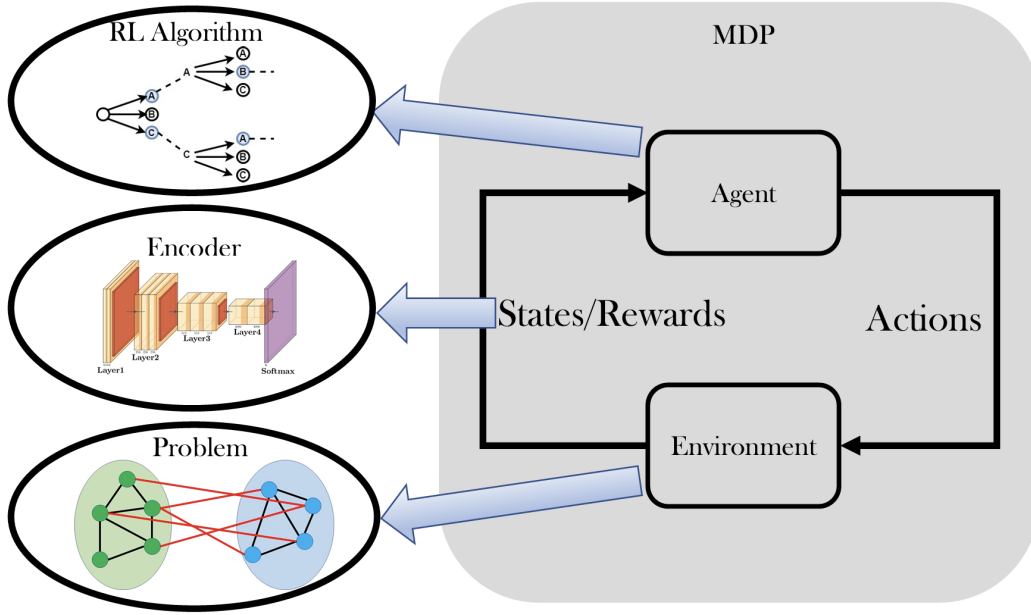 RL Algorithm
A
B
C
A
A
B
C
C
A
B
C
Encoder
Layer1
Layer2
Layer3
Layer4
Softmax
Problem
MDP
Agent
States/Rewards
Actions
Environment